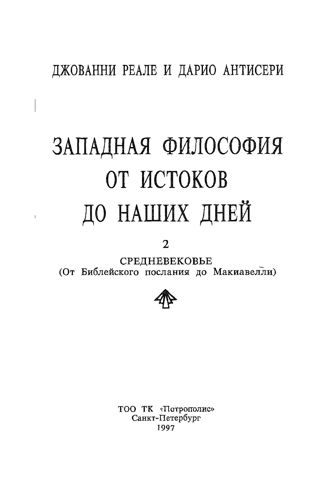 ДЖОВАННИ РЕАЛЕ И ДАРИО АНТИСЕРИ
ЗАПАДНАЯ ФИЛОСОФИЯ
ОТ ИСТОКОВ
ДО НАШИХ ДНЕЙ
2
СРЕДНЕВЕКОВЬЕ
(От Библейского послания до Макиавелли)
ТОО ТК «Петрополис»
Санкт-Петербург
1997